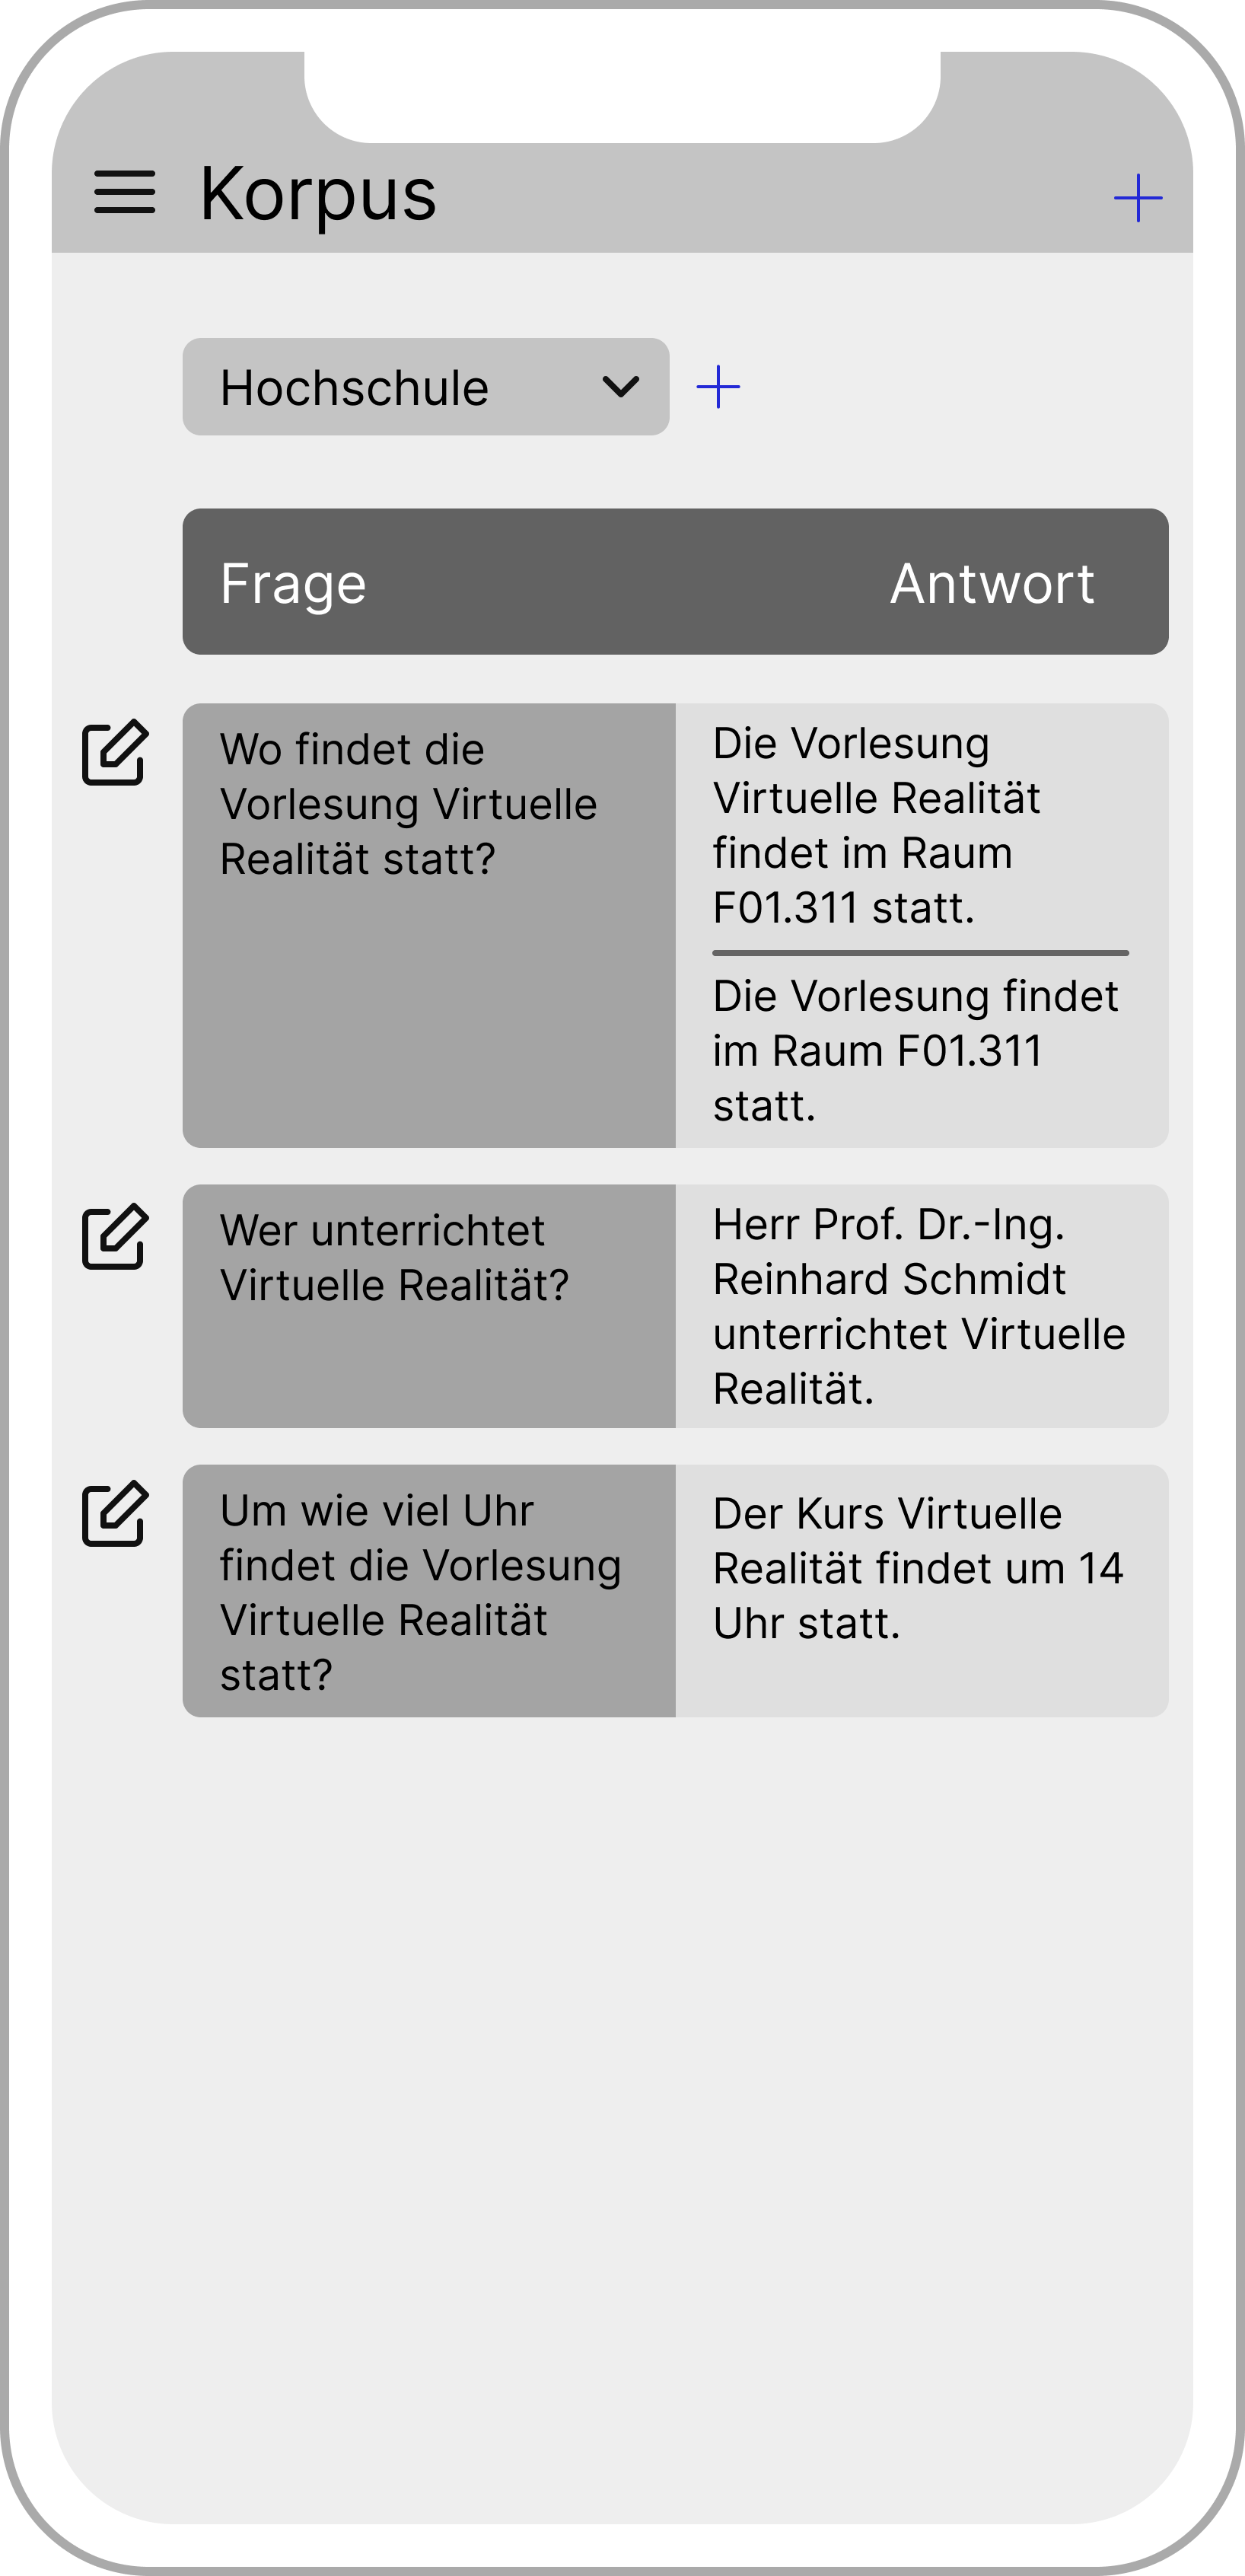 Korpus
Hochschule
Frage
Antwort
Wo findet die
Vorlesung Virtuelle
Realität statt?
Die Vorlesung
Virtuelle Realität
findet im Raum
F01.311 statt.
Die Vorlesung findet
im Raum F01.311
statt.
Wer unterrichtet
Virtuelle Realität?
Herr Prof. Dr.-Ing.
Reinhard Schmidt
unterrichtet Virtuelle
Realität.
Um wie viel Uhr
findet die Vorlesung
Virtuelle Realität
statt?
Der Kurs Virtuelle
Realität findet um 14
Uhr statt.